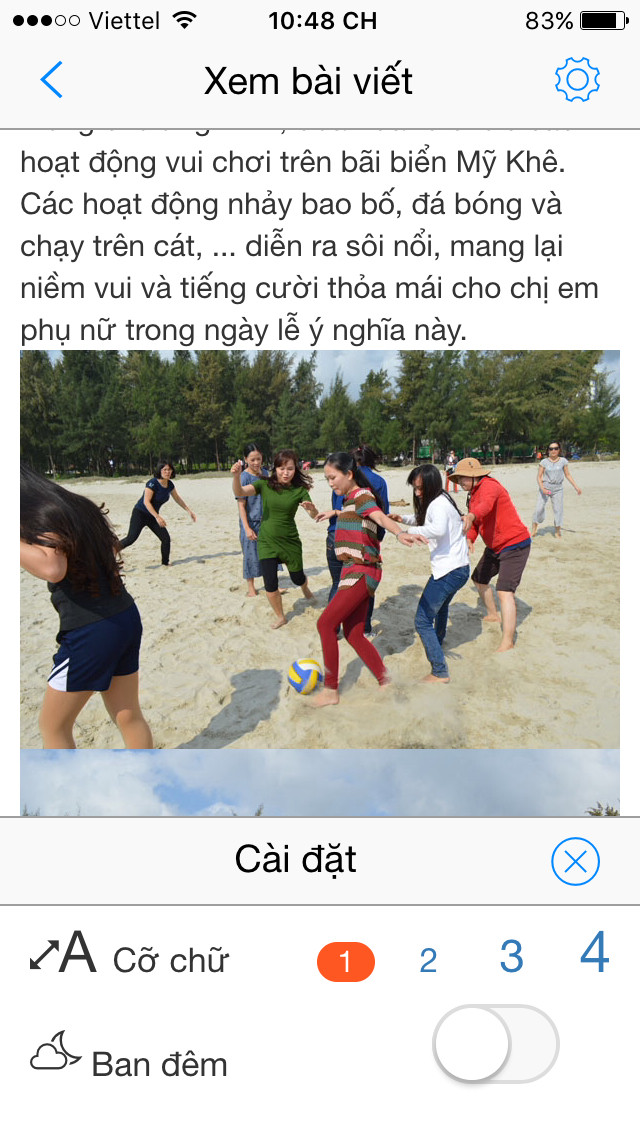 Viettel 10:48 CH 83%
Xem bài viết
hoạt động vui chơi trên bãi biển Mỹ Khê.
Các hoạt động nhảy bao bố, đá bóng và
chạy trên cát, ... diễn ra sôi nổi, mang lại
niềm vui và tiếng cười thỏa mái cho chị em
phụ nữ trong ngày lễ ý nghĩa này.
Cài đặt
A Cỡ chữ 1 2 3 4
Ban đêm